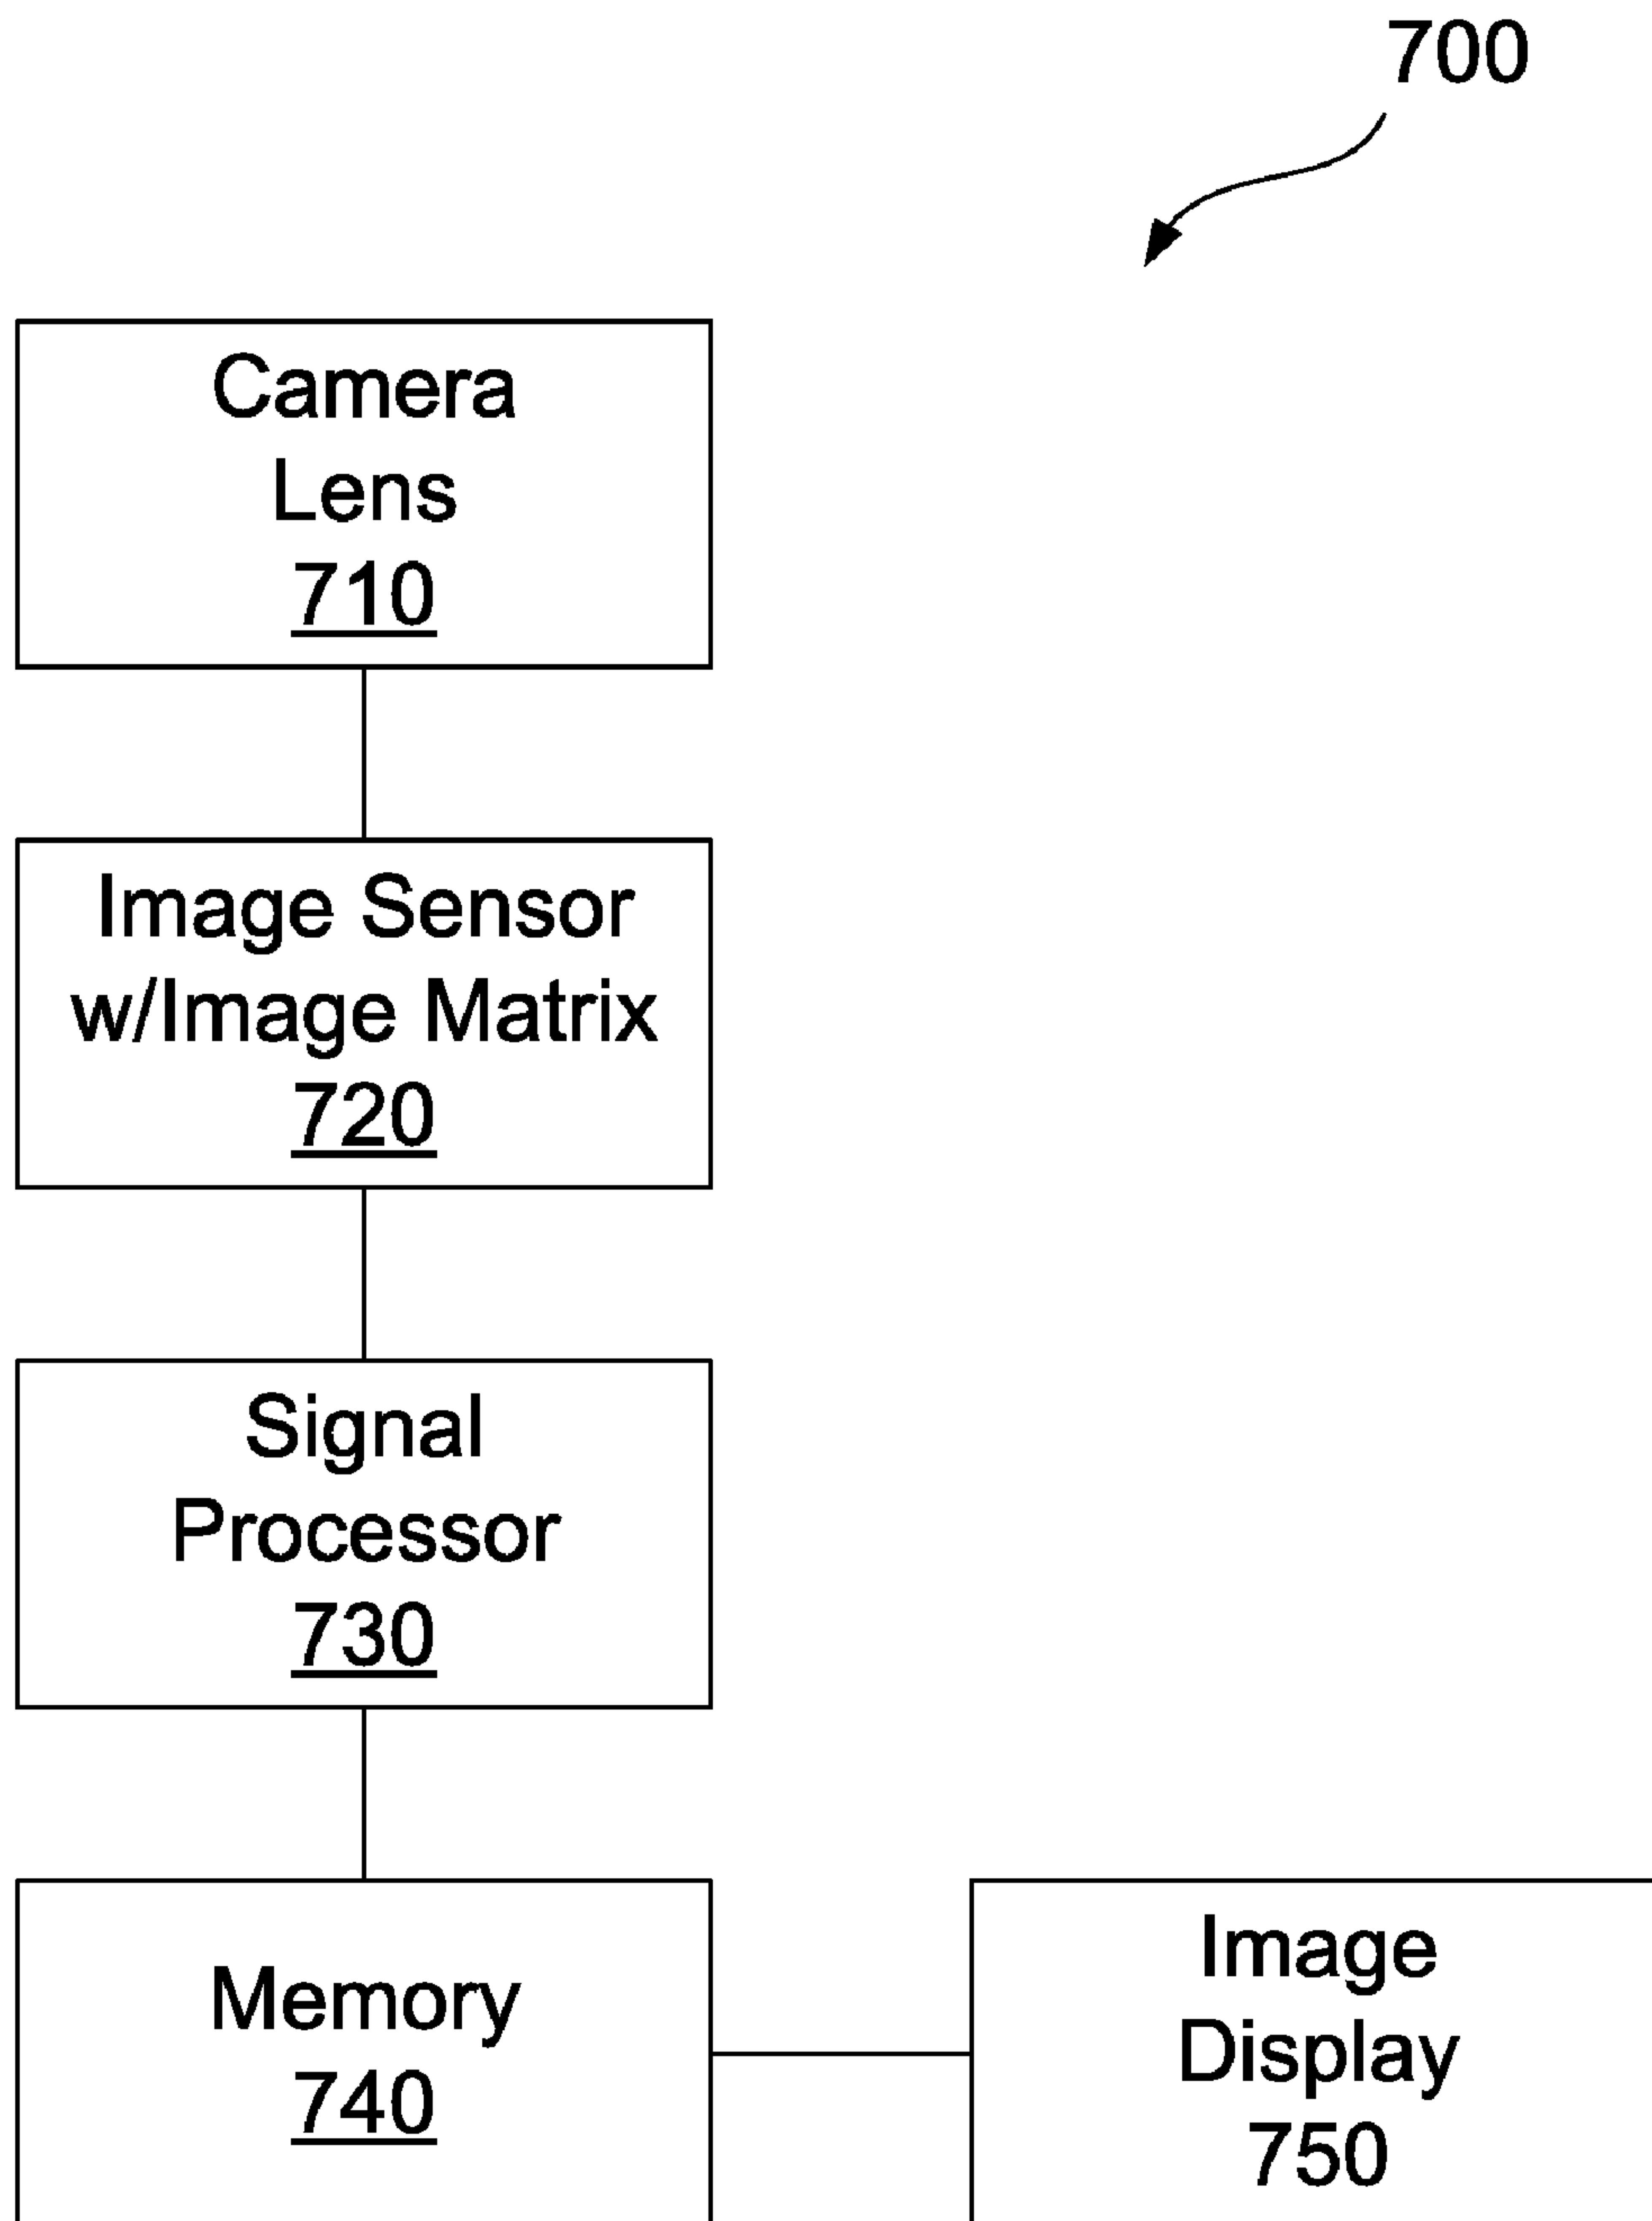 700
Camera
Lens
710
Image Sensor
w/Image Matrix
720
Signal
Processor
730
Memory
740
Image
Display
750